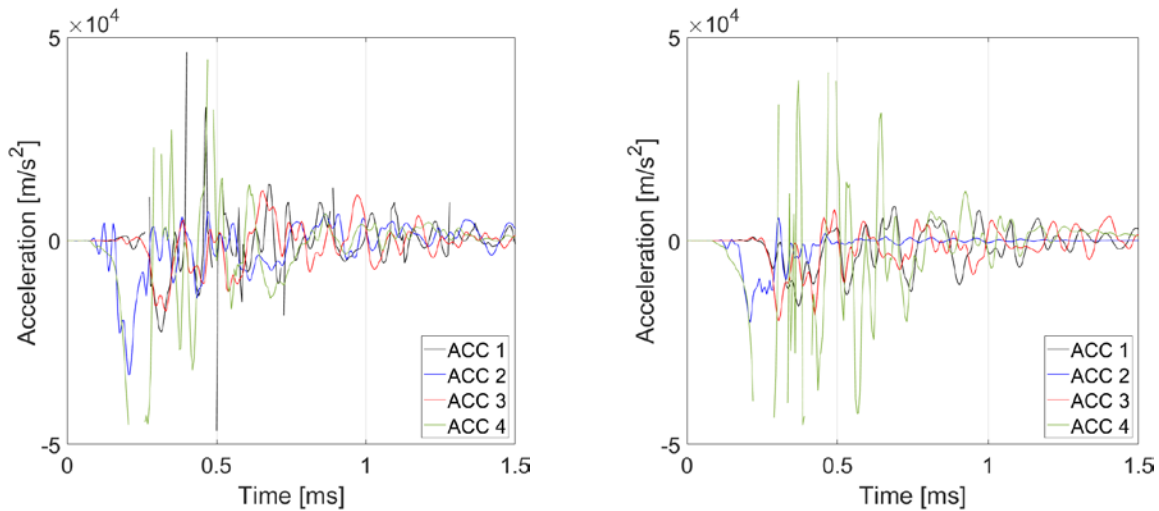 ×10⁴
5
0
-5
Acceleration [m/s²]
0
0.5
1
1.5
Time [ms]
ACC 1
ACC 2
ACC 3
ACC 4
×10⁴
5
0
-5
Acceleration [m/s²]
0
0.5
1
1.5
Time [ms]
ACC 1
ACC 2
ACC 3
ACC 4